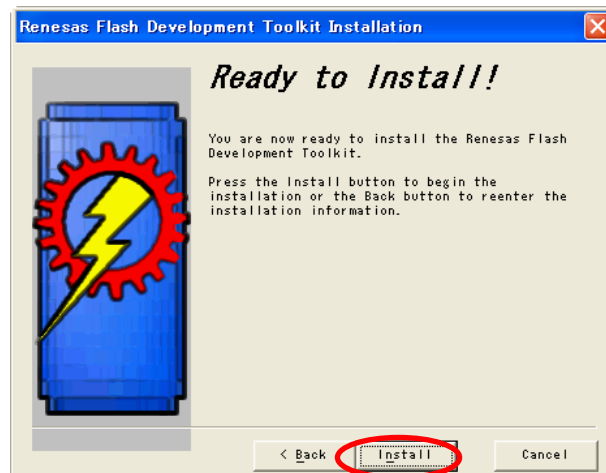 Renesas Flash Development Toolkit Installation
Ready to Install!
You are now ready to install the Renesas Flash
Development Toolkit.
Press the Install button to begin the
installation or the Back button to reenter the
installation information.
< Back
Install
Cancel